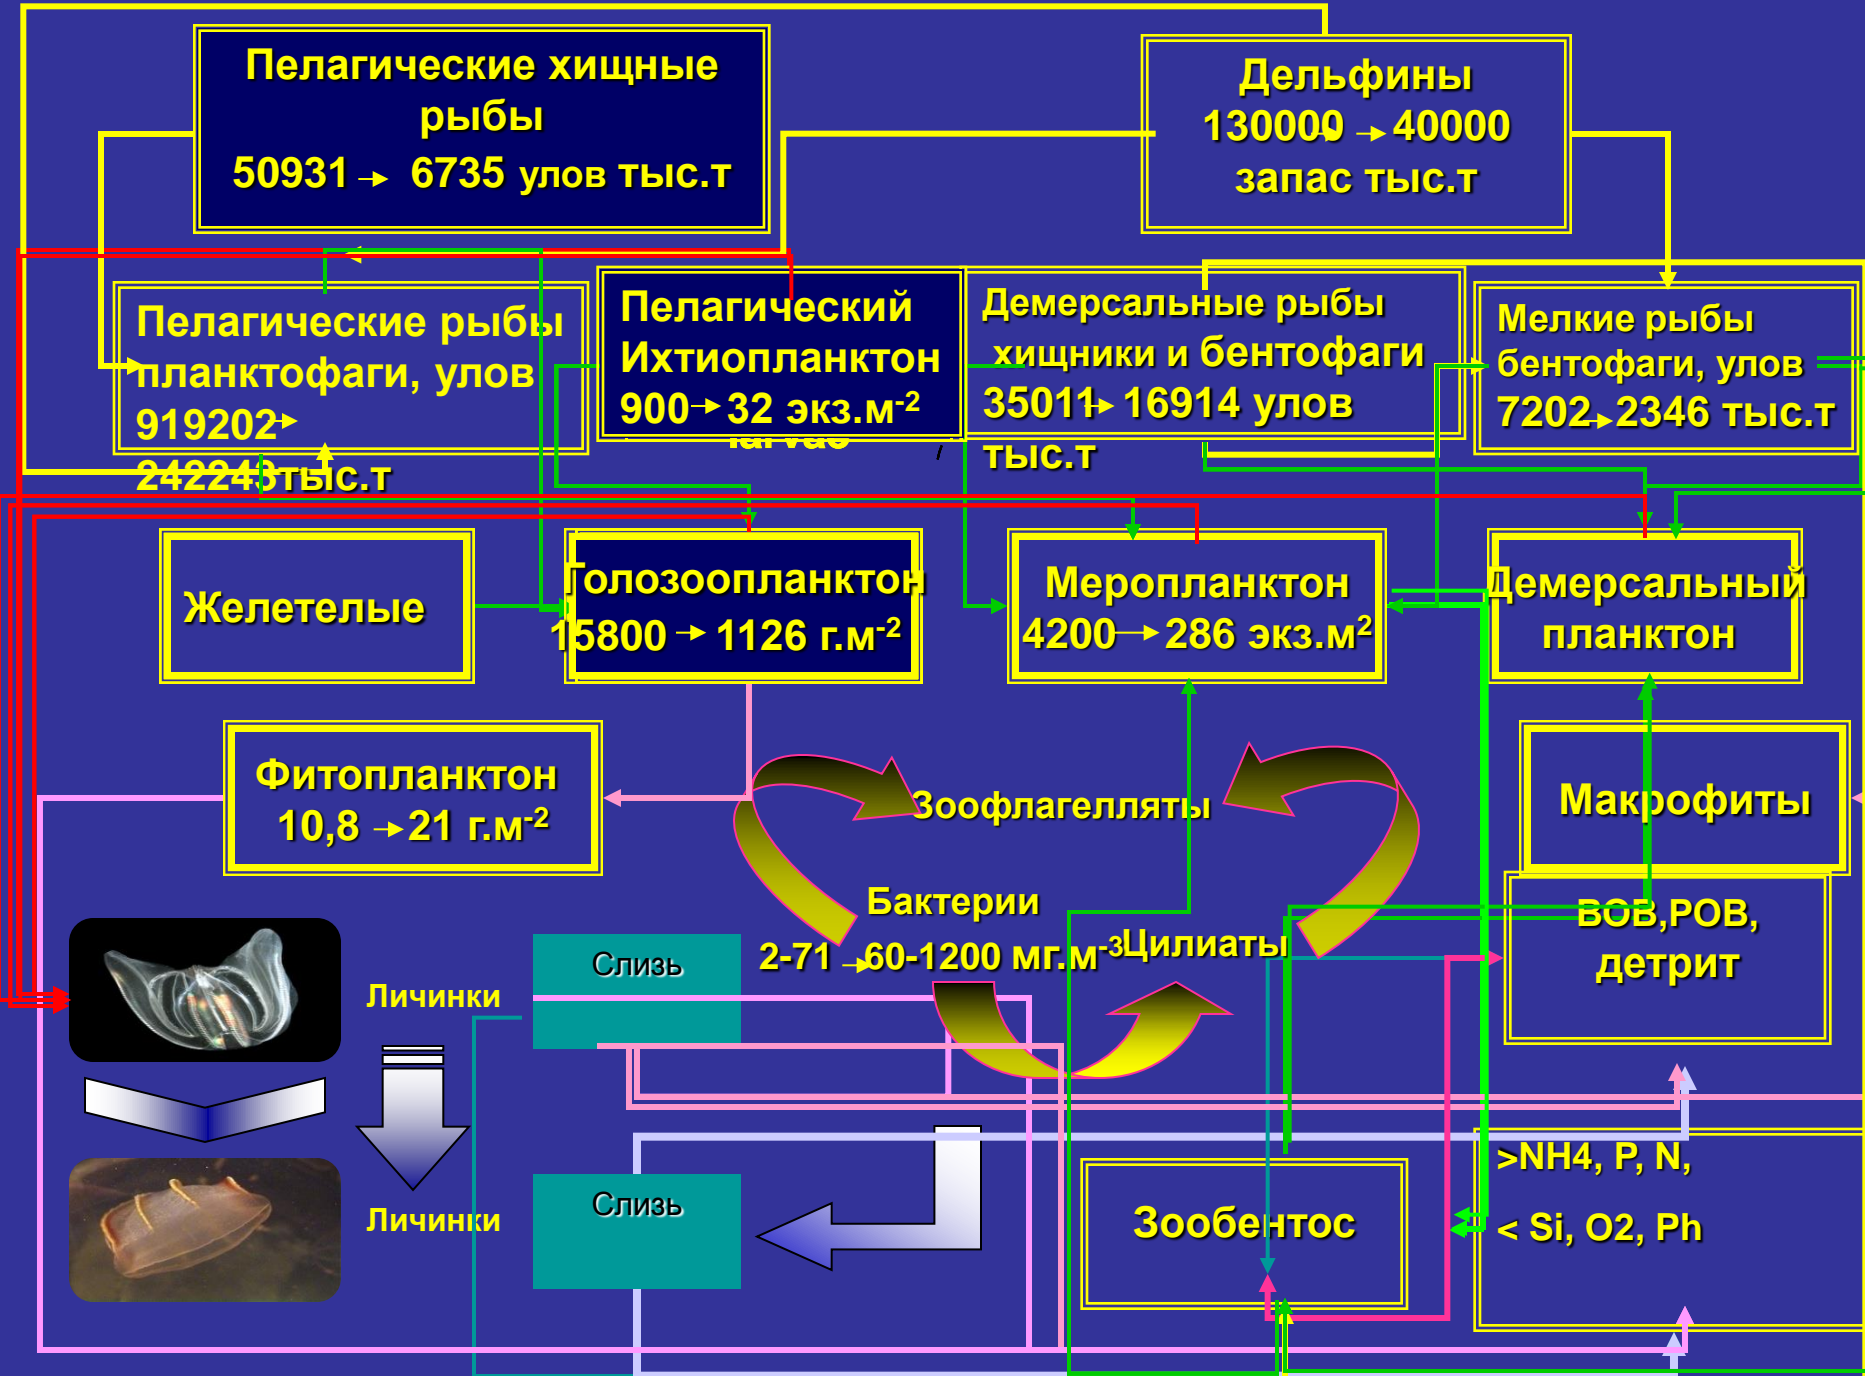 Пелагические хищные
рыбы
50931 → 6735 улов тыс.т
Дельфины
130000 → 40000
запас тыс.т
Пелагические рыбы
планктофаги, улов
919202→
242243тыс.т
Пелагический
Ихтиопланктон
900→32 экз.м-2
larvae
Демерсальные рыбы
хищники и бентофаги
35011→16914 улов
тыс.т
Мелкие рыбы
бентофаги, улов
7202→2346 тыс.т
Желетелые
Голозоопланктон
15800 → 1126 г.м-2
Меропланктон
4200→286 экз.м2
Демерсальный
планктон
Фитопланктон
10,8 →21 г.м-2
Зоофлагелляты
Макрофиты
Бактерии
2-71 →60-1200 мг.м-3
Цилиаты
ВОВ,РОВ,
детрит
Личинки
Слизь
Личинки
Слизь
Зообентос
>NH4, P, N,
< Si, O2, Ph